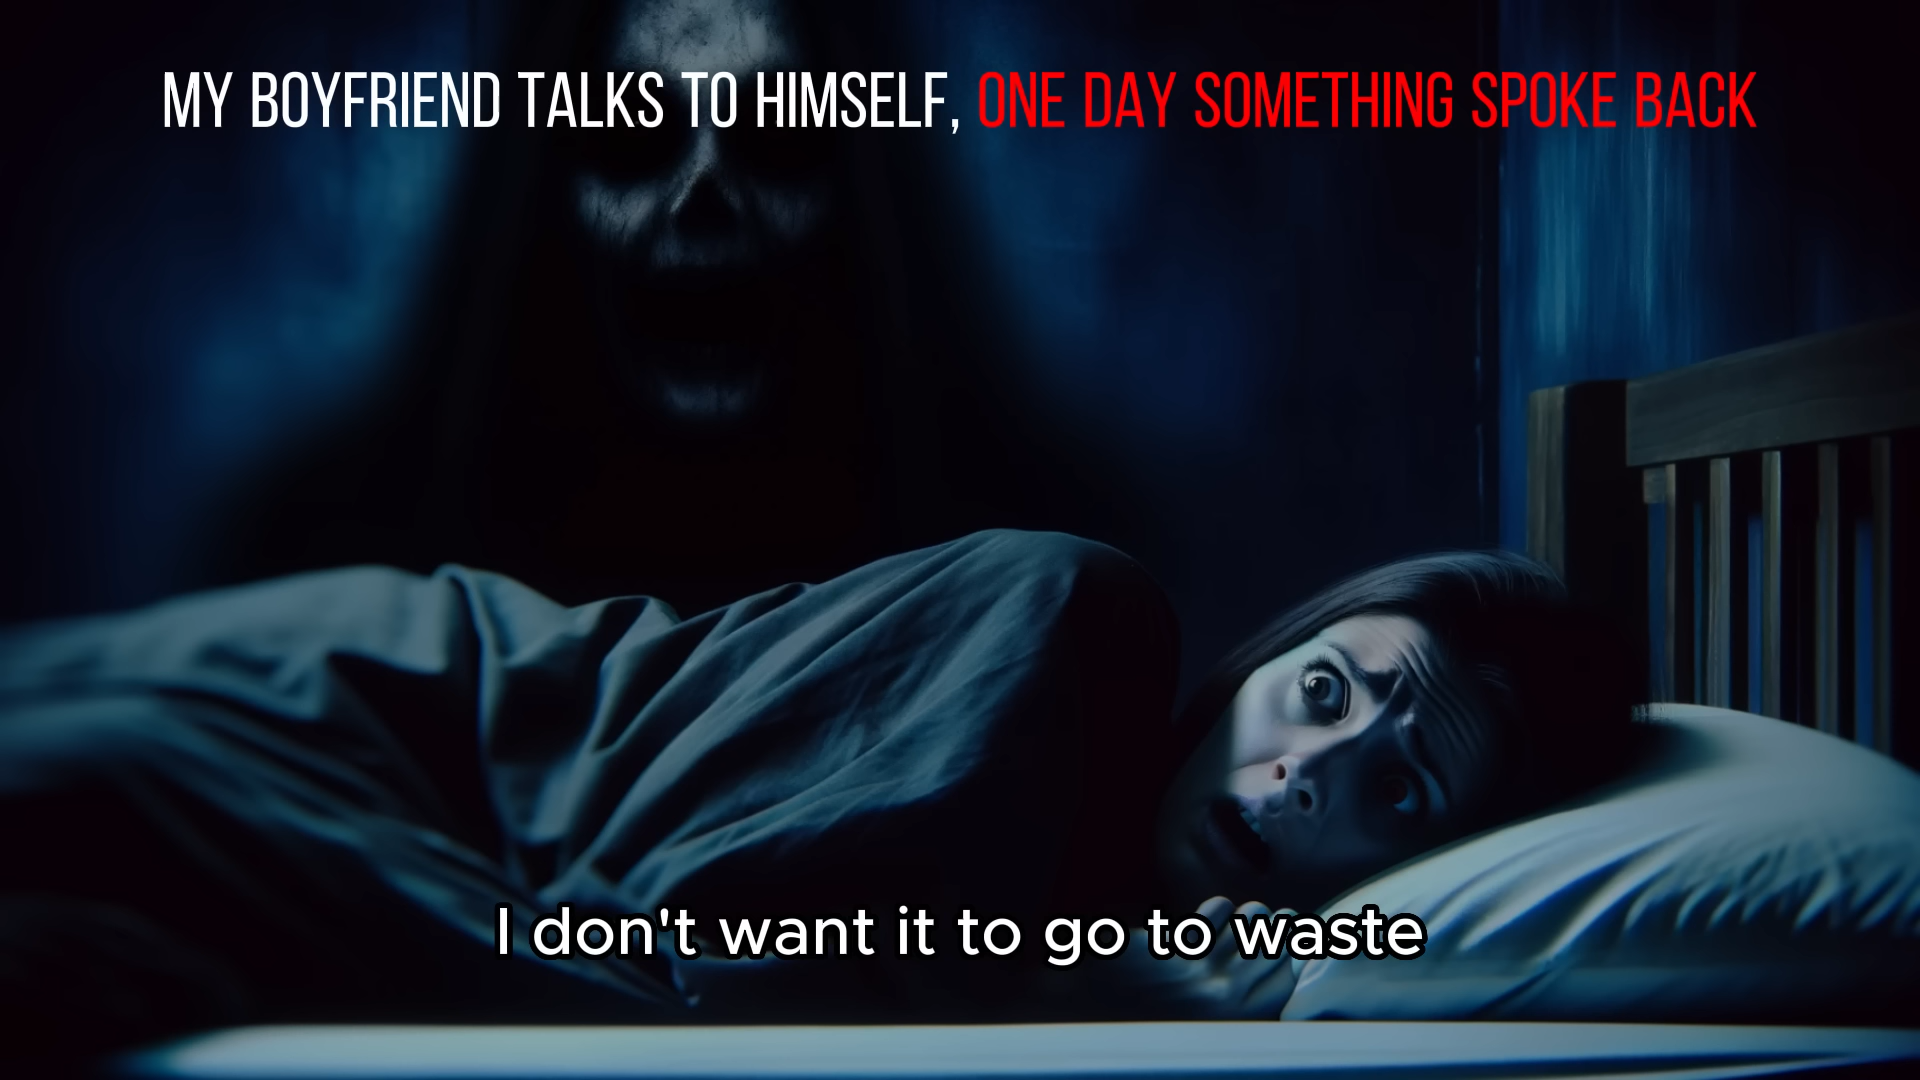 MY BOYFRIEND TALKS TO HIMSELF, ONE DAY SOMETHING SPOKE BACK
I don't want it to go to waste